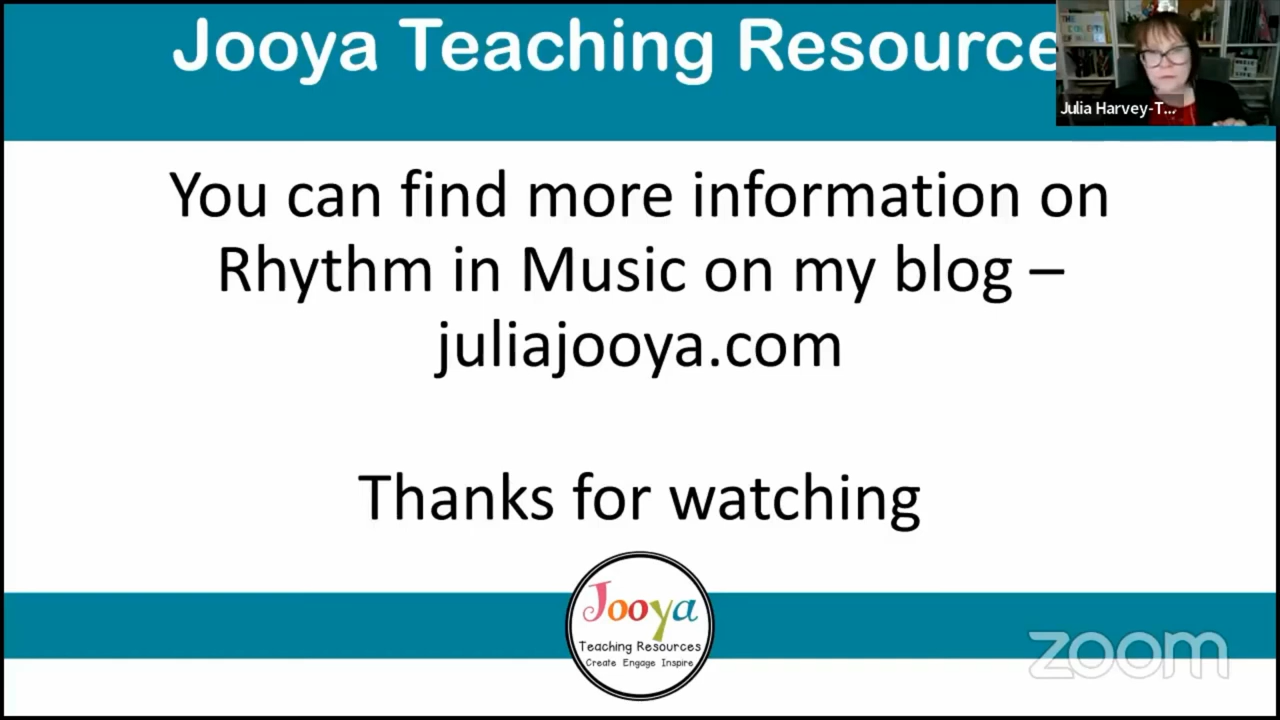 Jooya Teaching Resource
Julia Harvey-T...
You can find more information on
Rhythm in Music on my blog –
juliajooya.com
Thanks for watching
Jooya
Teaching Resources
Create Engage Inspire
zoom